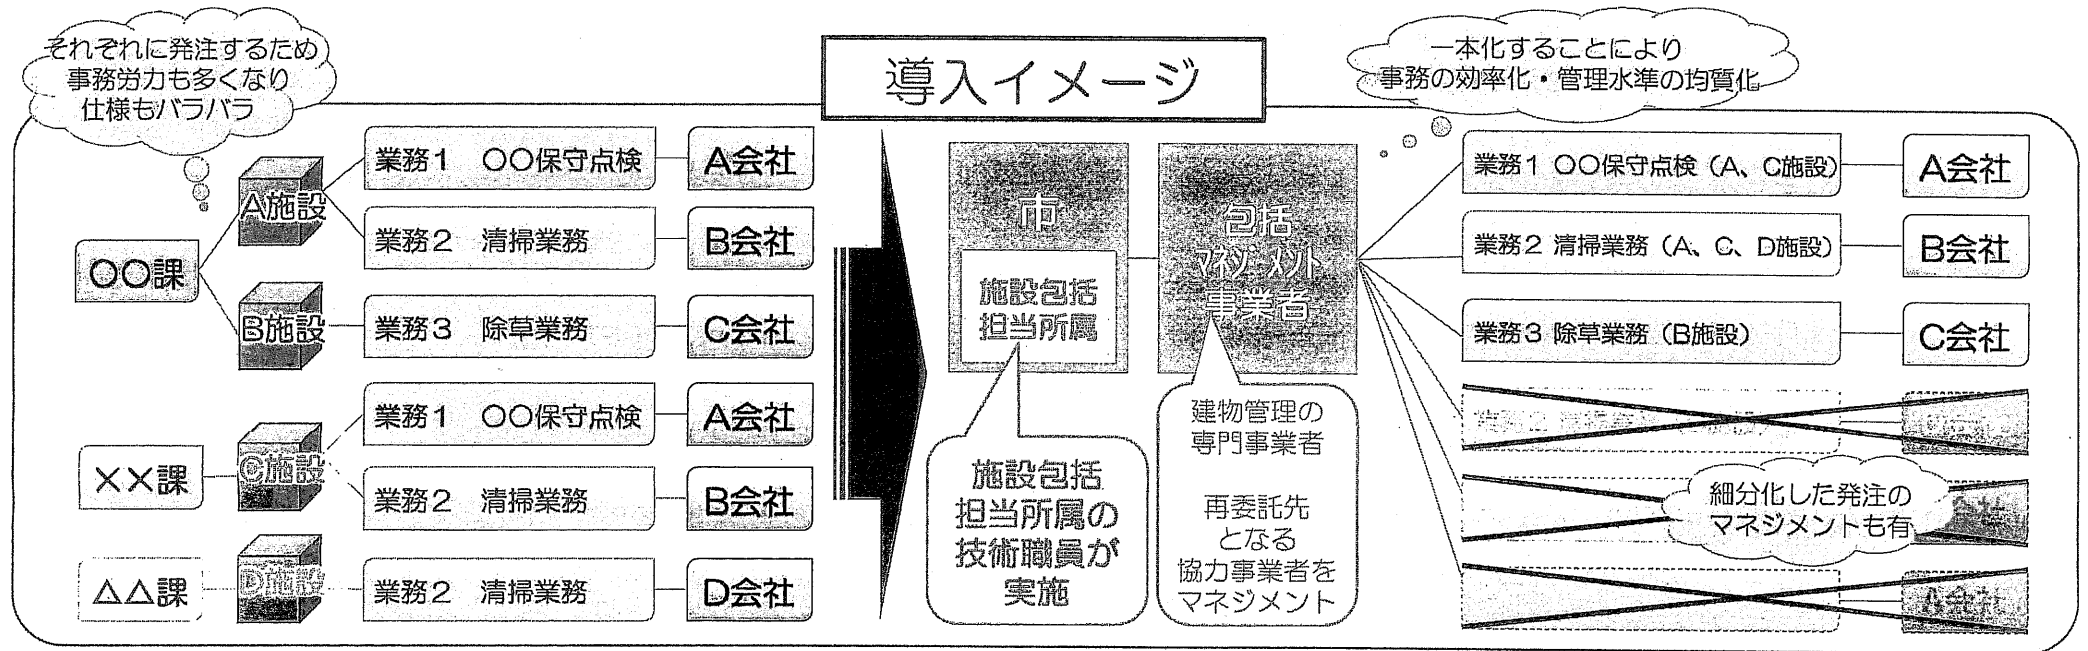 導入イメージ
それぞれに発注するため
事務労力も多くなり
仕様もバラバラ
〇〇課
A施設
業務1 〇〇保守点検
A会社
業務2 清掃業務
B会社
B施設
業務3 除草業務
C会社
××課
C施設
業務1 〇〇保守点検
A会社
業務2 清掃業務
B会社
△△課
D施設
業務2 清掃業務
D会社
市
施設包括
担当所属
施設包括
担当所属の
技術職員が
実施
包括
マネジメント
事業者
建物管理の
専門事業者
再委託先
となる
協力事業者を
マネジメント
一本化することにより
事務の効率化・管理水準の均質化
業務1 〇〇保守点検（A、C施設）
A会社
業務2 清掃業務（A、C、D施設）
B会社
業務3 除草業務（B施設）
C会社
細分化した発注の
マネジメントも有
A会社